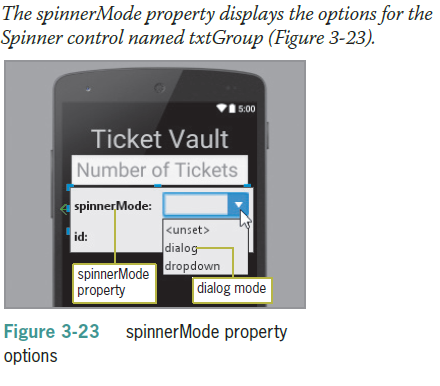 The spinnerMode property displays the options for the
Spinner control named txtGroup (Figure 3-23).
5:00
Ticket Vault
Number of Tickets
spinnerMode:
id:
<unset>
dialog
dropdown
spinnerMode
property
dialog mode
Figure 3-23 spinnerMode property
options